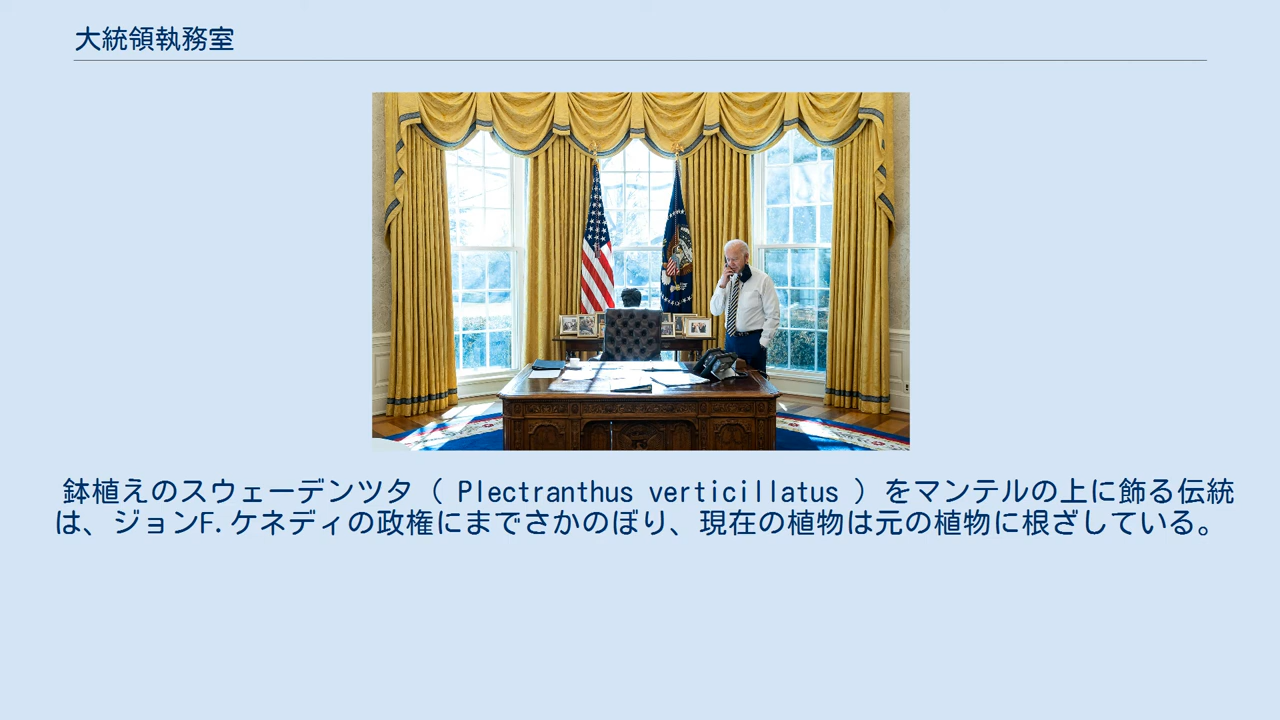 大統領執務室
鉢植えのスウェーデンツタ（ Plectranthus verticillatus ）をマンテルの上に飾る伝統
は、ジョンF.ケネディの政権にまでさかのぼり、現在の植物は元の植物に根ざしている。